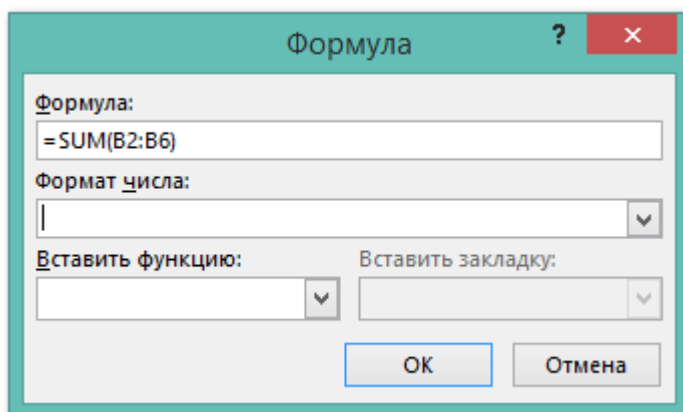 Формула ?
Формула:
=SUM(B2:B6)
Формат числа:
Вставить функцию: Вставить закладку:
ОК Отмена